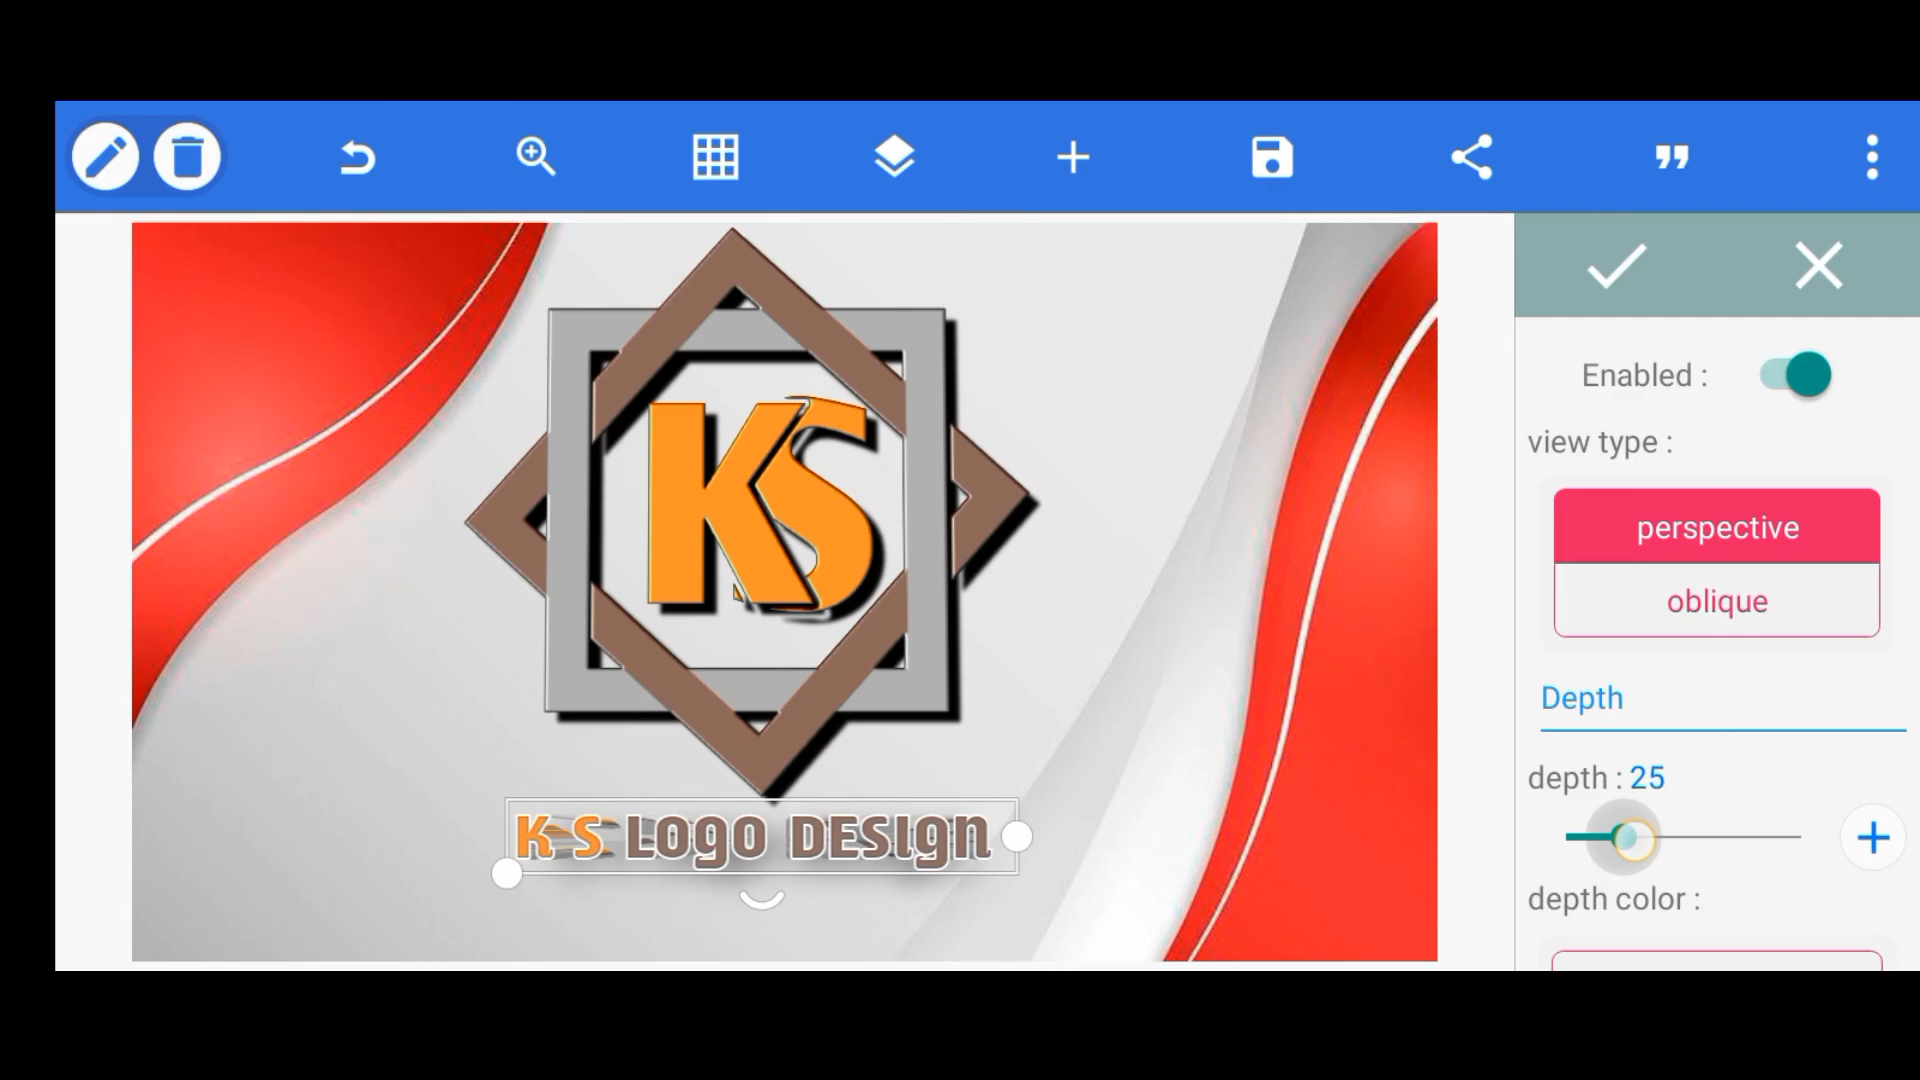 Enabled :
view type :
perspective
oblique
Depth
depth : 25
depth color :
KS
K S LOGO DESIgn